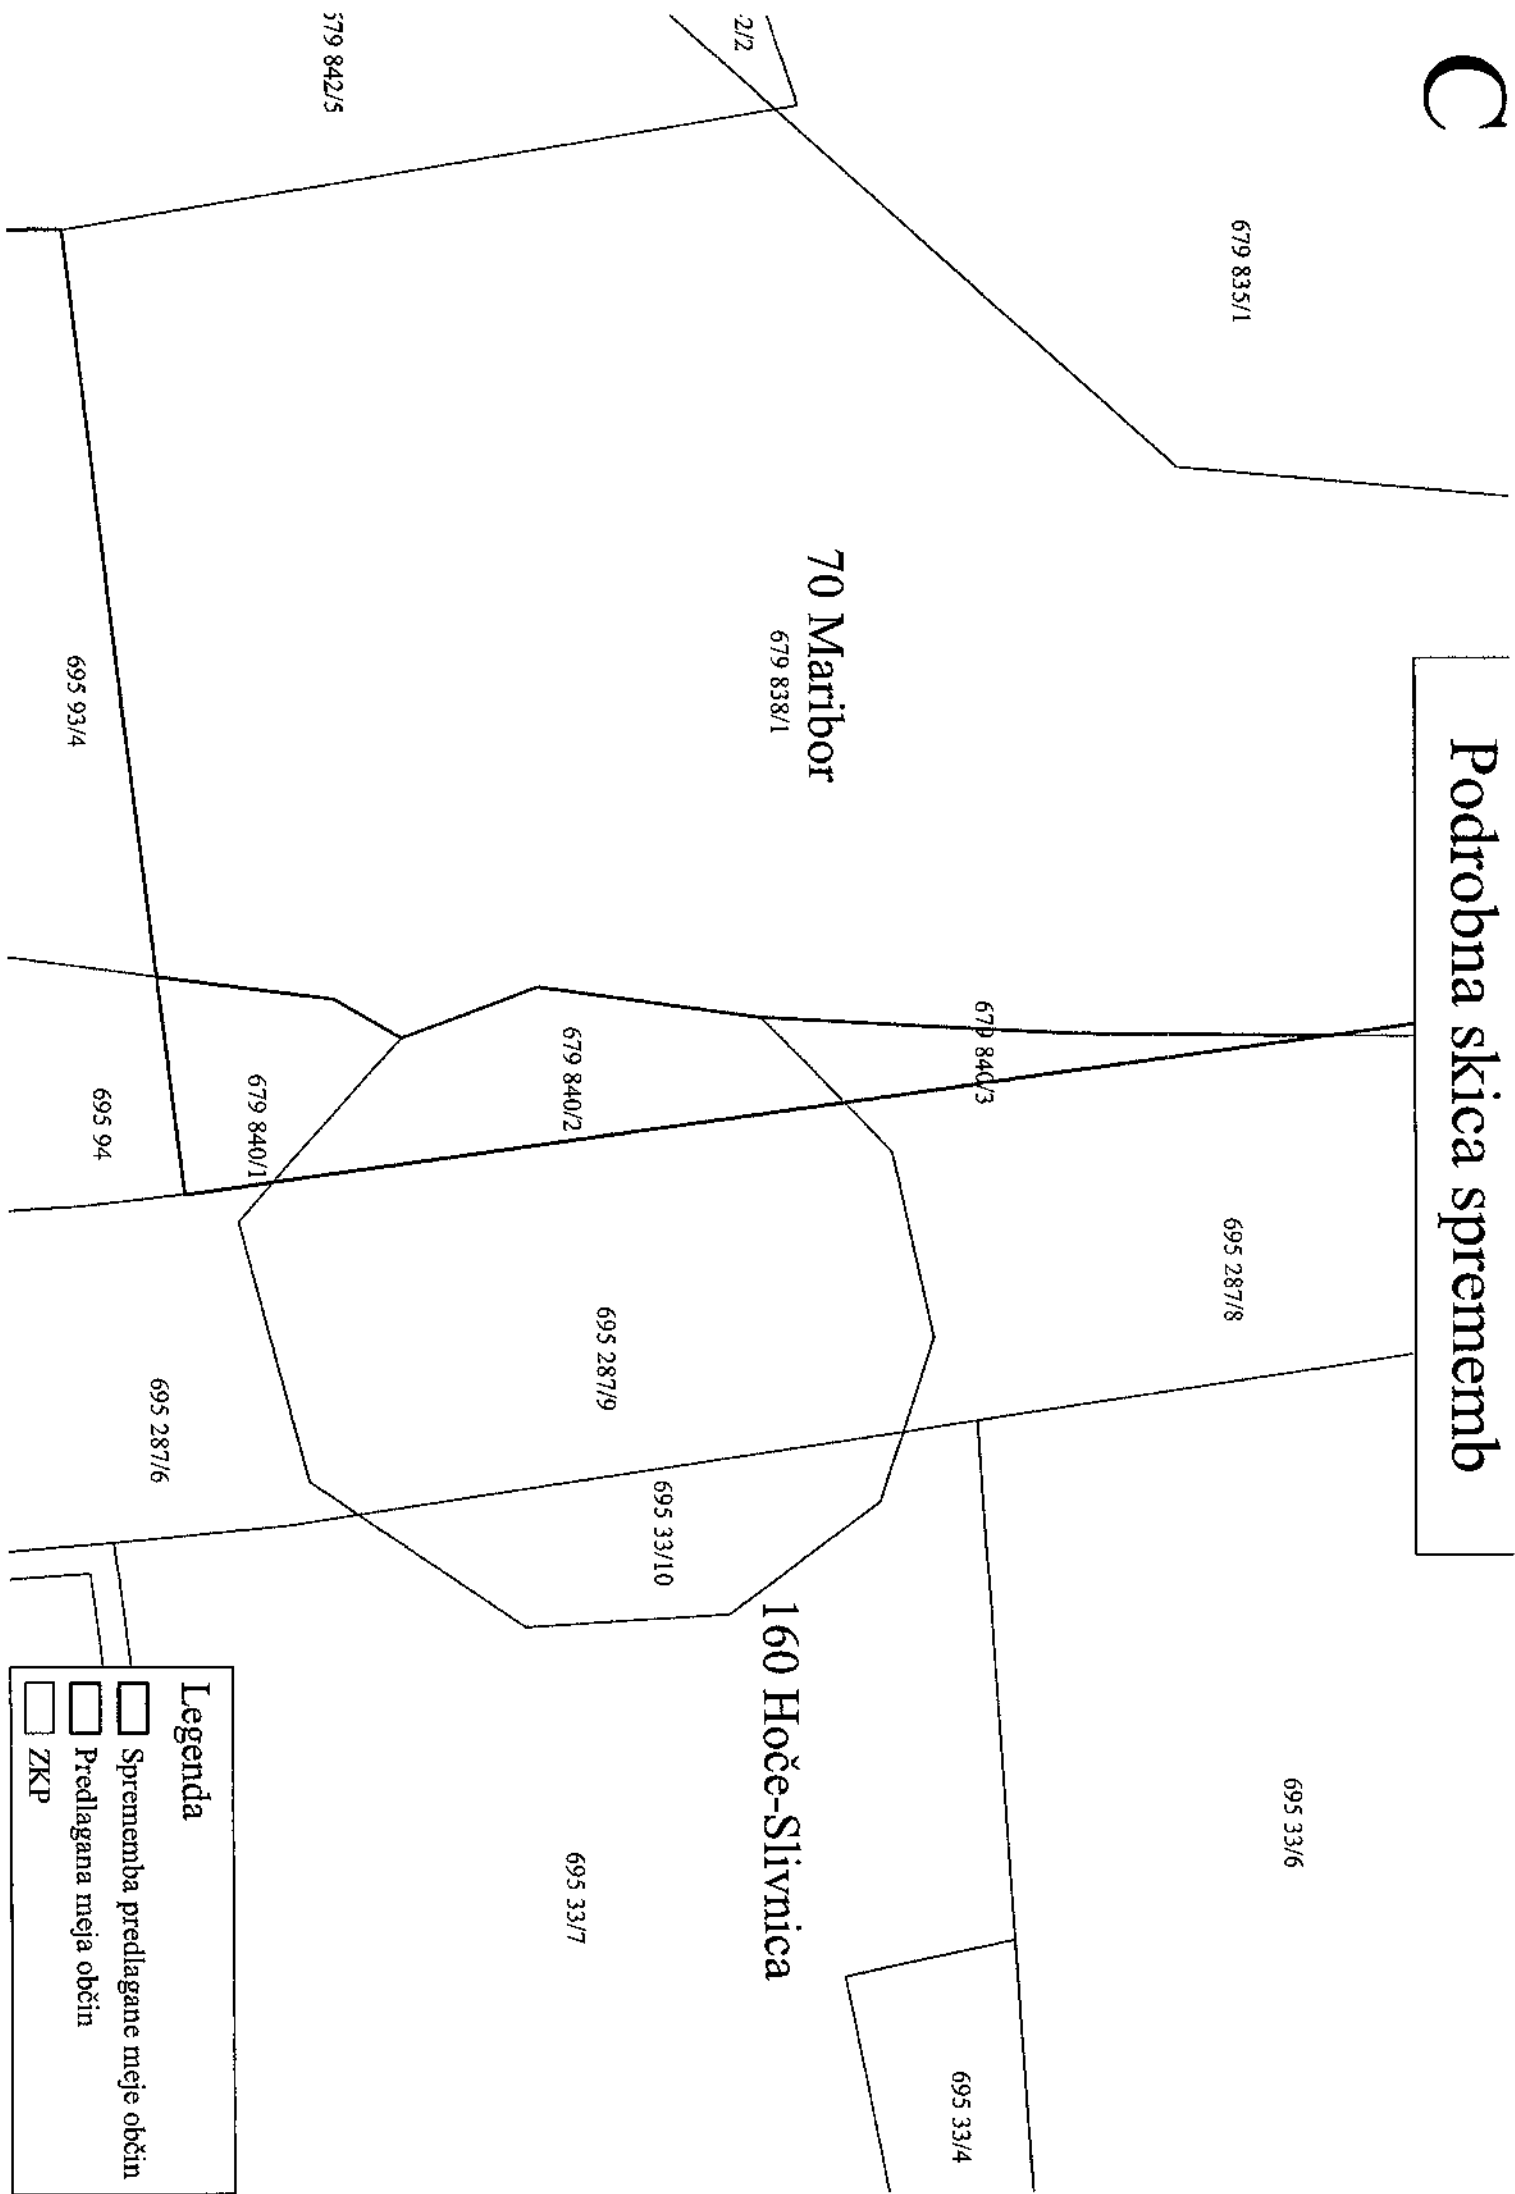 C
Podrobna skica sprememb
679 835/1
2/2
679 842/5
70 Maribor
679 838/1
695 93/4
679 840/3
679 840/2
679 840/1
695 94
695 287/8
695 287/9
695 287/6
695 33/10
160 Hoče-Slivnica
695 33/6
695 33/7
695 33/4
Legenda
Sprememba predlagane meje občin
Predlagana meja občin
ZKP